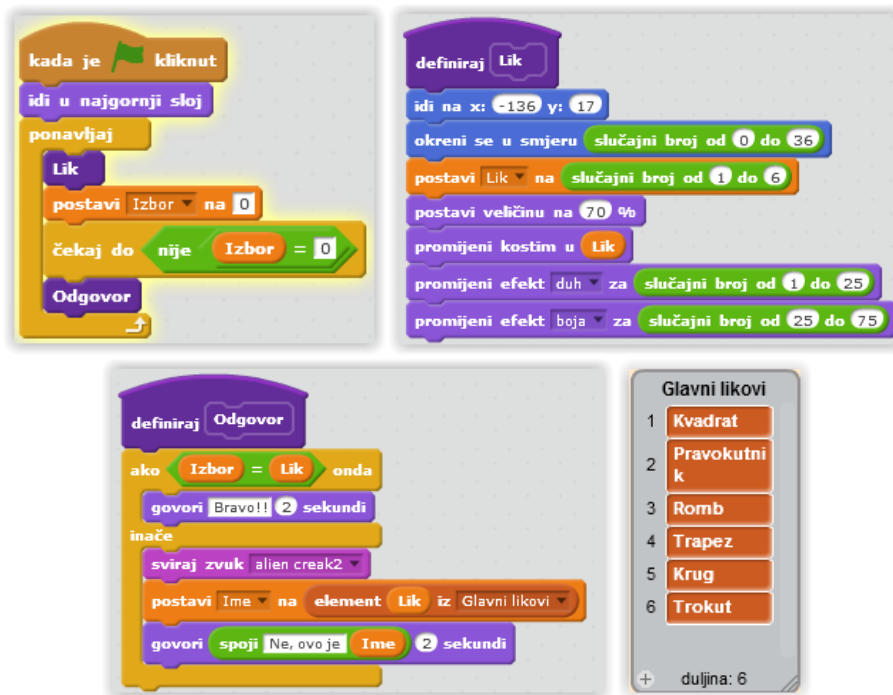 kada je kliknut
idi u najgornji sloj
ponavljaj
Lik
postavi Izbor na 0
čekaj do nije Izbor = 0
Odgovor
definiraj Lik
idi na x: -136 y: 17
okreni se u smjeru slučajni broj od 0 do 36
postavi Lik na slučajni broj od 1 do 6
postavi veličinu na 70 %
promijeni kostim u Lik
promijeni efekt duh za slučajni broj od 1 do 25
promijeni efekt boja za slučajni broj od 25 do 75
definiraj Odgovor
ako Izbor = Lik onda
govori Bravo!! 2 sekundi
inače
sviraj zvuk alien creak2
postavi Ime na element Lik iz Glavni likovi
govori spoji Ne, ovo je Ime 2 sekundi
Glavni likovi
1 Kvadrat
2 Pravokutni
k
3 Romb
4 Trapez
5 Krug
6 Trokut
+ duljina: 6